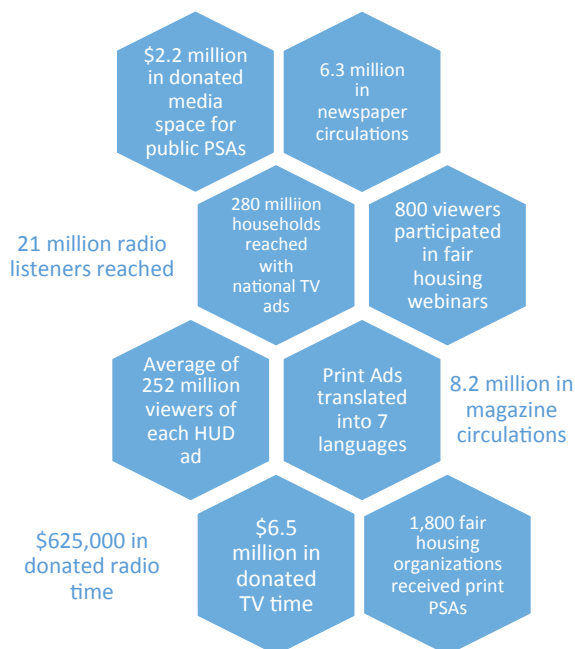 $2.2 million
in donated
media
space for
public PSAs
6.3 million
in
newspaper
circulations
21 million radio
listeners reached
280 milliion
households
reached
with
national TV
ads
800 viewers
participated
in fair
housing
webinars
Average of
252 million
viewers of
each HUD
ad
Print Ads
translated
into 7
languages
8.2 million in
magazine
circulations
$625,000 in
donated radio
time
$6.5
million in
donated
TV time
1,800 fair
housing
organizations
received print
PSAs